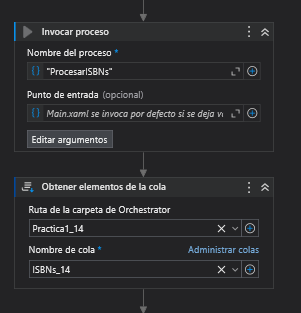 Invocar proceso
Nombre del proceso *
"ProcesarISBNs"
Punto de entrada (opcional)
Main.xaml se invoca por defecto si se deja va
Editar argumentos
Obtener elementos de la cola
Ruta de la carpeta de Orchestrator
Practica1_14
Nombre de cola * Administrar colas
ISBNs_14